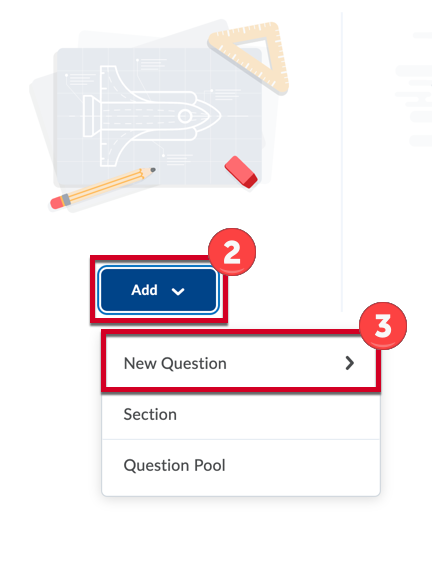 2
Add
3
New Question
Section
Question Pool